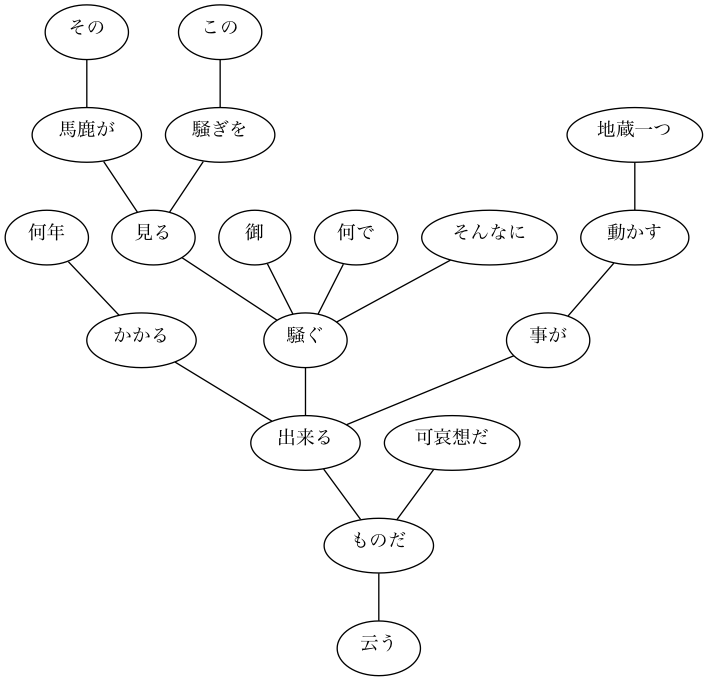 その
この
馬鹿が
騒ぎを
地蔵一つ
何年
見る
御
何で
そんなに
動かす
かかる
騒ぐ
事が
出来る
可哀想だ
ものだ
云う